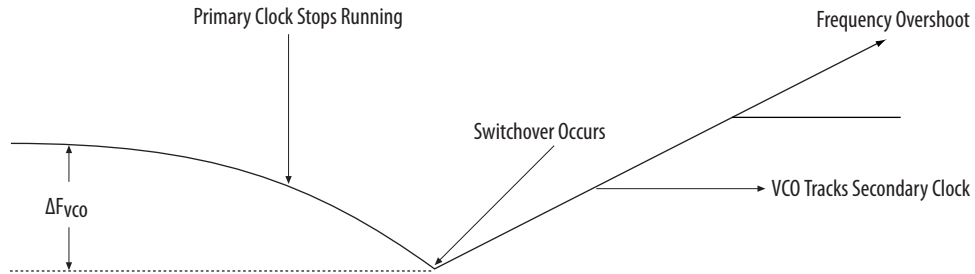 Primary Clock Stops Running
Frequency Overshoot
Switchover Occurs
VCO Tracks Secondary Clock
ΔFvco